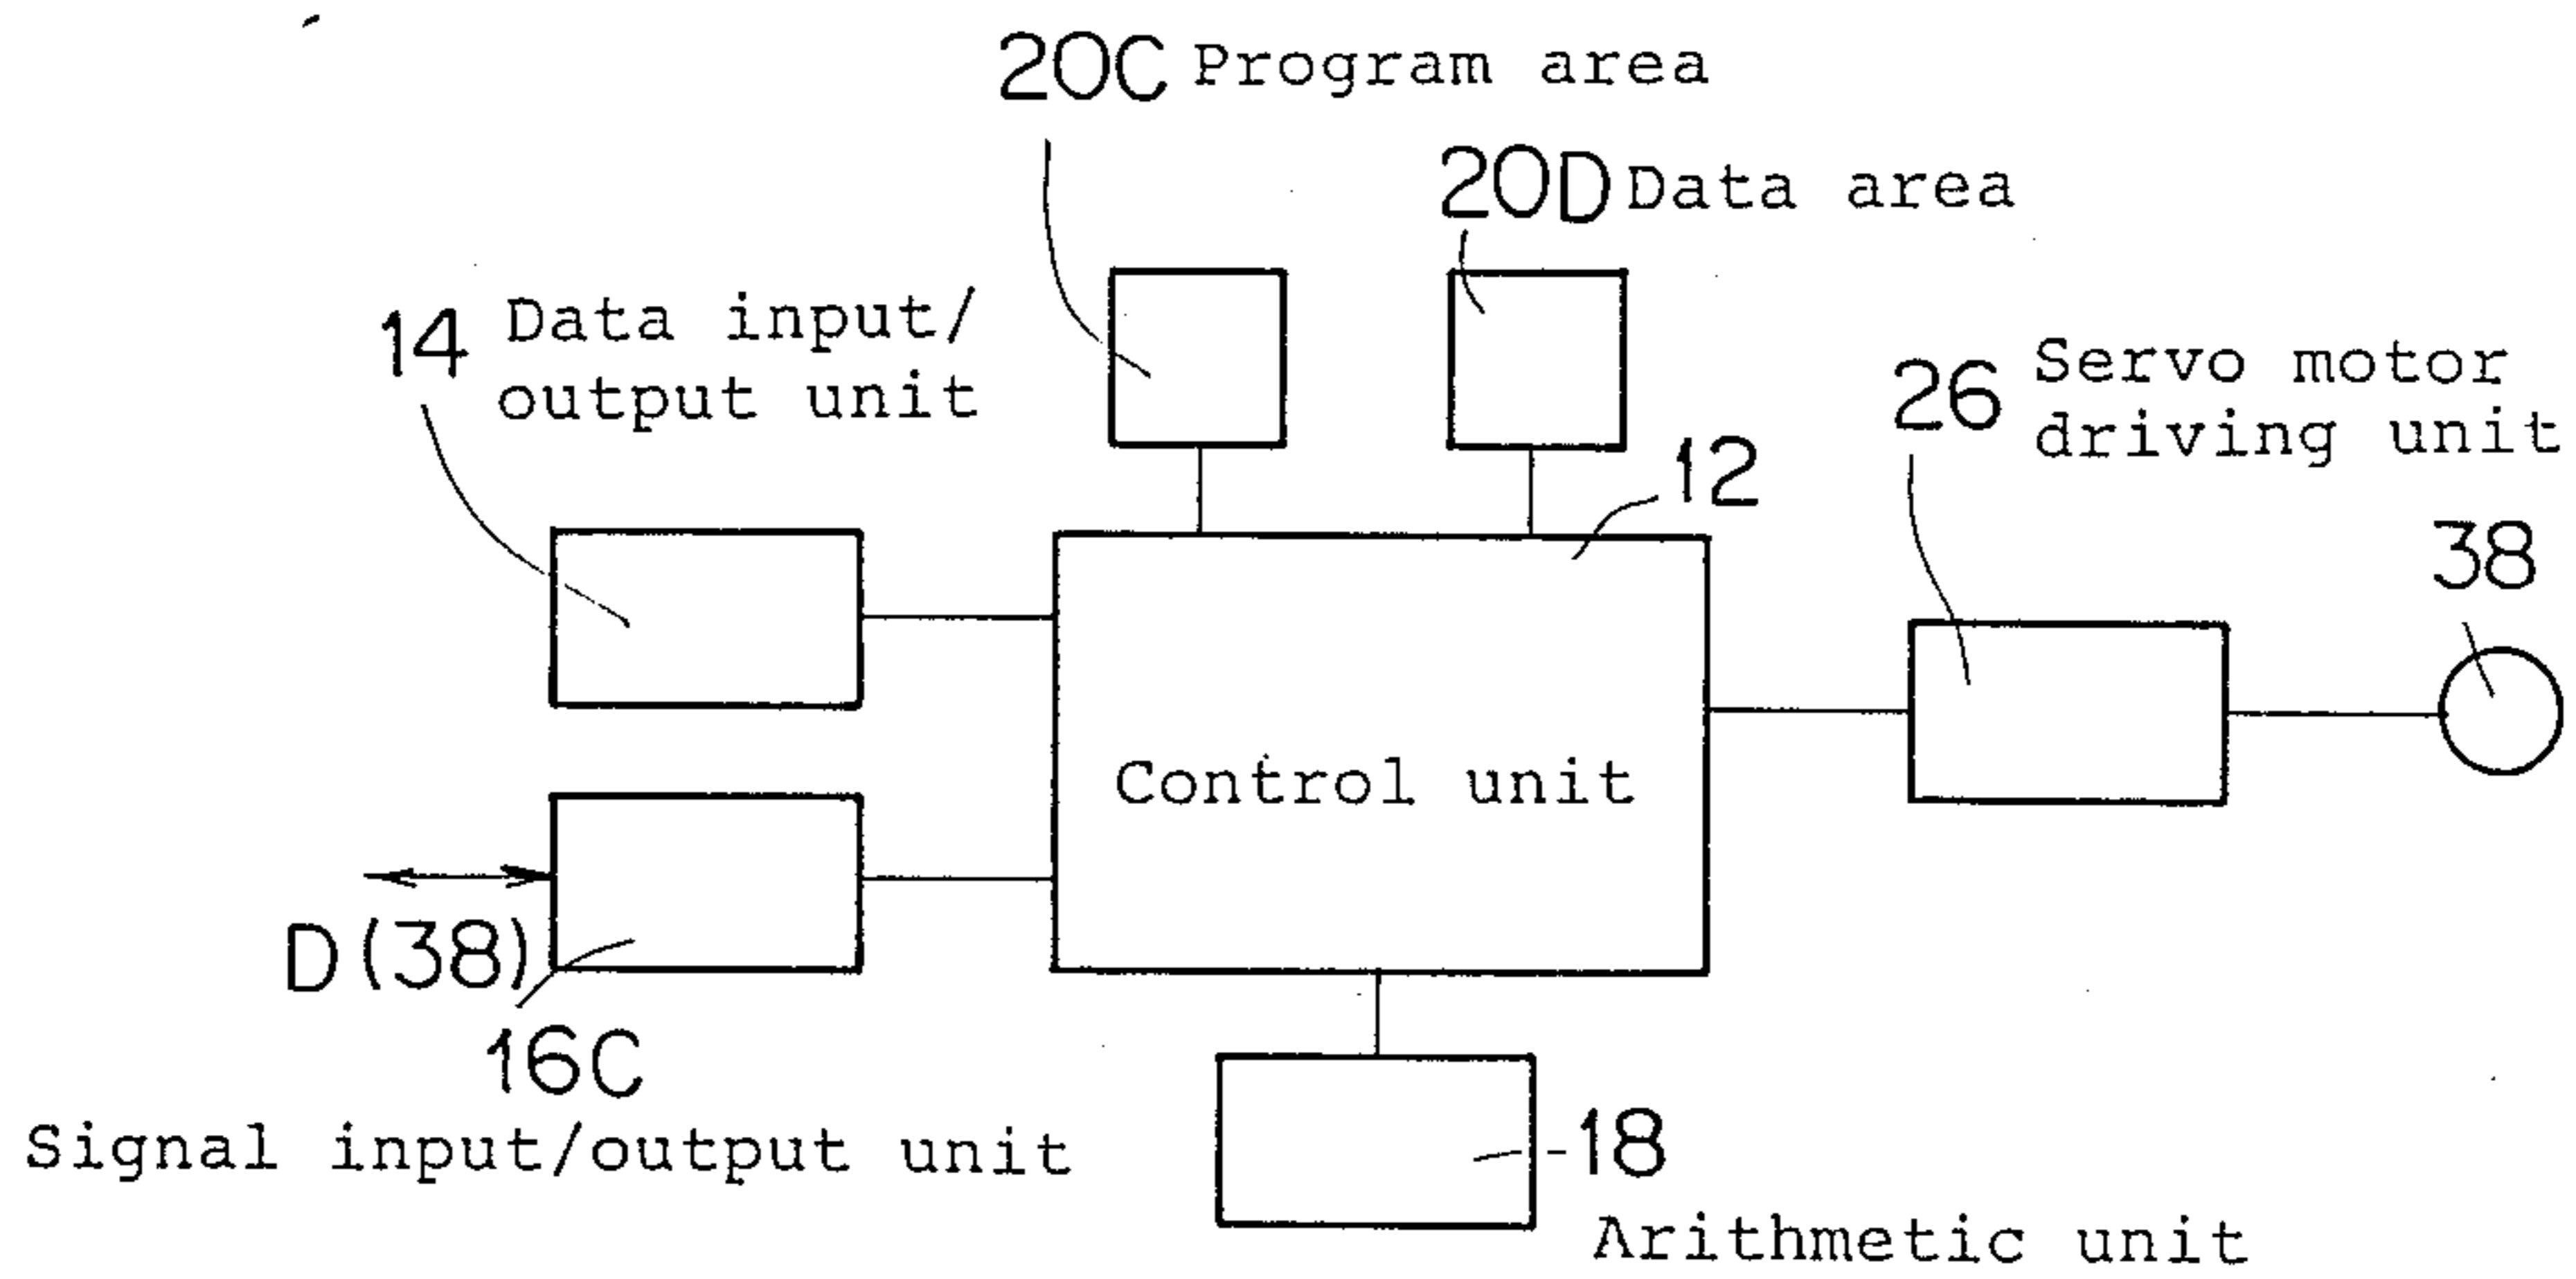 20C Program area
20D Data area
14 Data input/
output unit
26 Servo motor
driving unit
12
38
Control unit
D (38)
16C
Signal input/output unit
18
Arithmetic unit